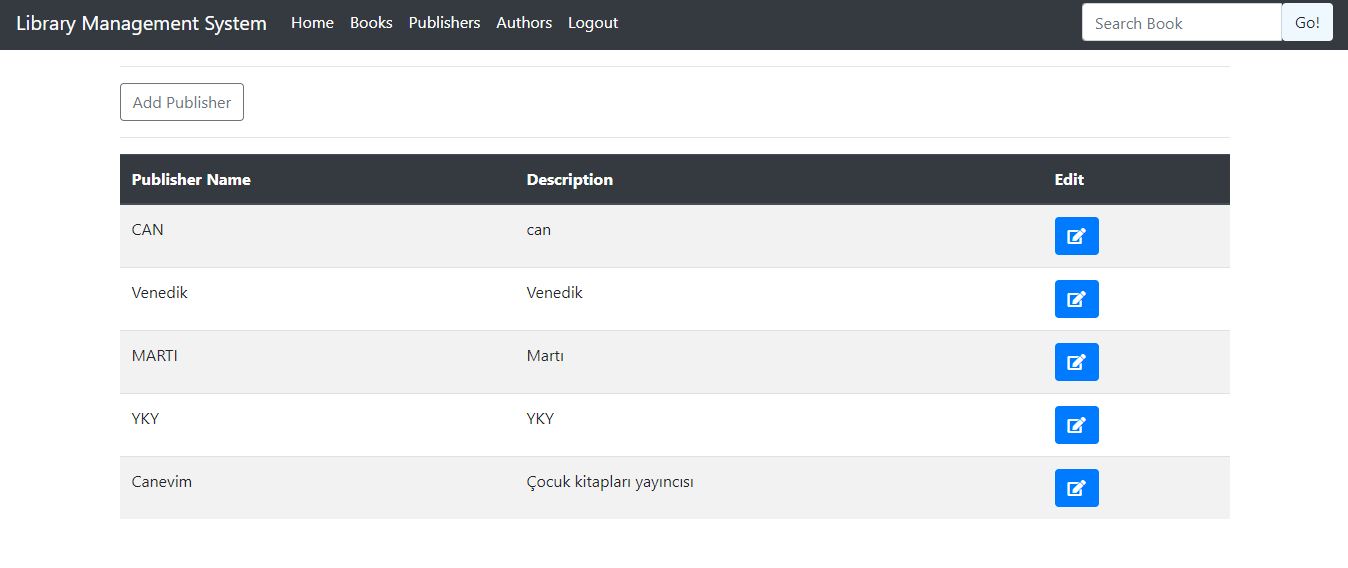 Library Management System Home Books Publishers Authors Logout Search Book Go!
Add Publisher
Publisher Name Description Edit
CAN can
Venedik Venedik
MARTI Martı
YKY YKY
Canevim Çocuk kitapları yayıncısı